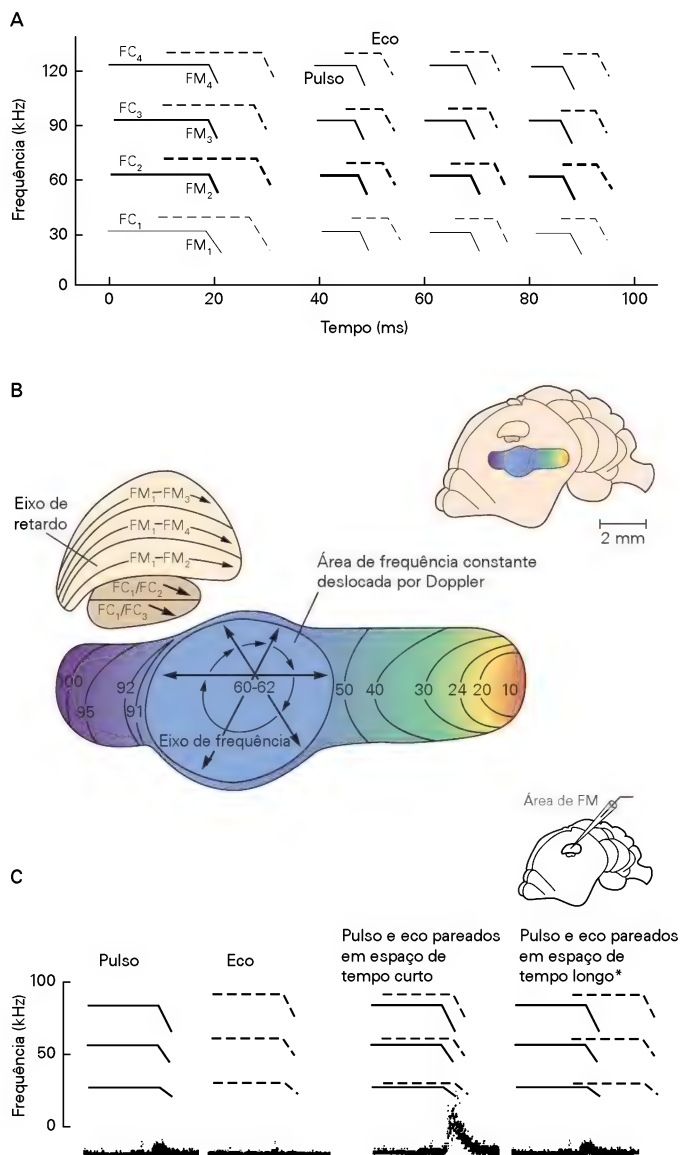 A
Frequência (kHz)
120
90
60
30
0
FC4
FM4
FC3
FM3
FC2
FM2
FC1
FM1
Eco
Pulso
0 20 40 60 80 100
Tempo (ms)
B
2 mm
Eixo de
retardo
FM1–FM3
FM1–FM4
FM1–FM2
FC1/FC2
FC1/FC3
Área de frequência constante
deslocada por Doppler
100 95 92 91 60-62 50 40 30 24 20 10
Eixo de frequência
Área de FM
C
Pulso
Eco
Pulso e eco pareados
em espaço de
tempo curto
Pulso e eco pareados
em espaço de
tempo longo*
Frequência (kHz)
100
50
0